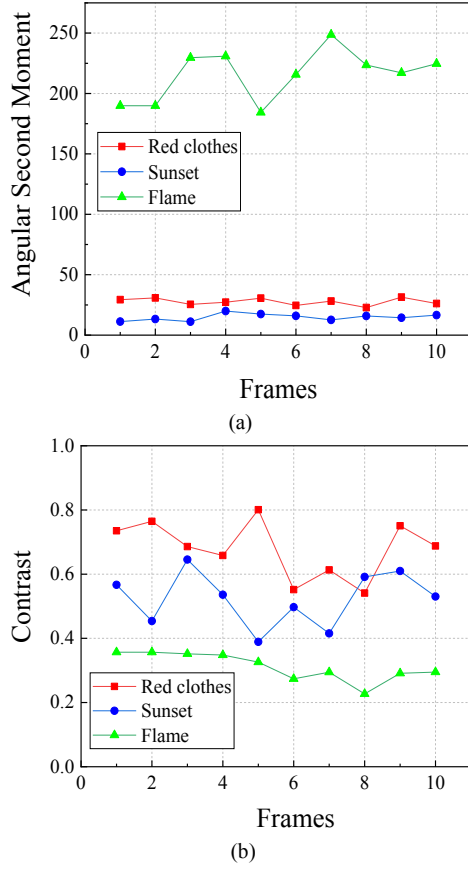 250
200
150
100
50
0
Angular Second Moment
Red clothes
Sunset
Flame
0 2 4 6 8 10
Frames
(a)
1.0
0.8
0.6
0.4
0.2
0.0
Contrast
Red clothes
Sunset
Flame
0 2 4 6 8 10
Frames
(b)